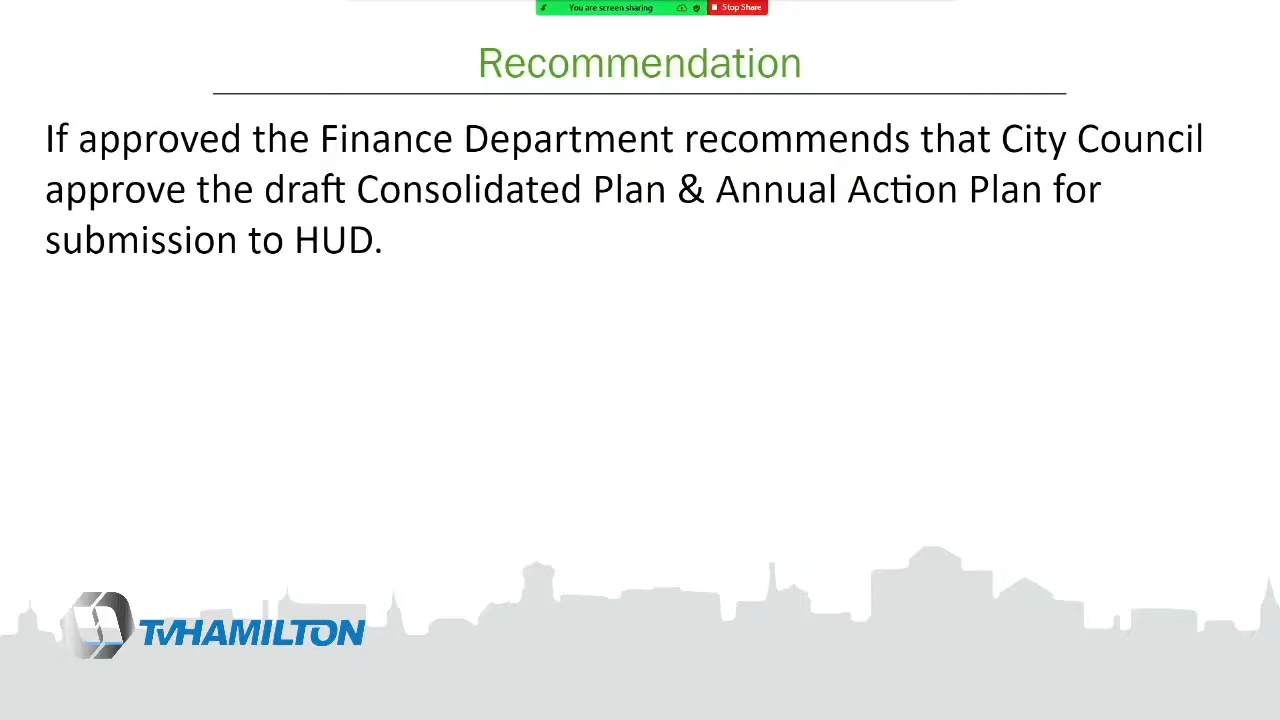 You are screen sharing
Stop Share
Recommendation
If approved the Finance Department recommends that City Council
approve the draft Consolidated Plan & Annual Action Plan for
submission to HUD.
TVHAMILTON